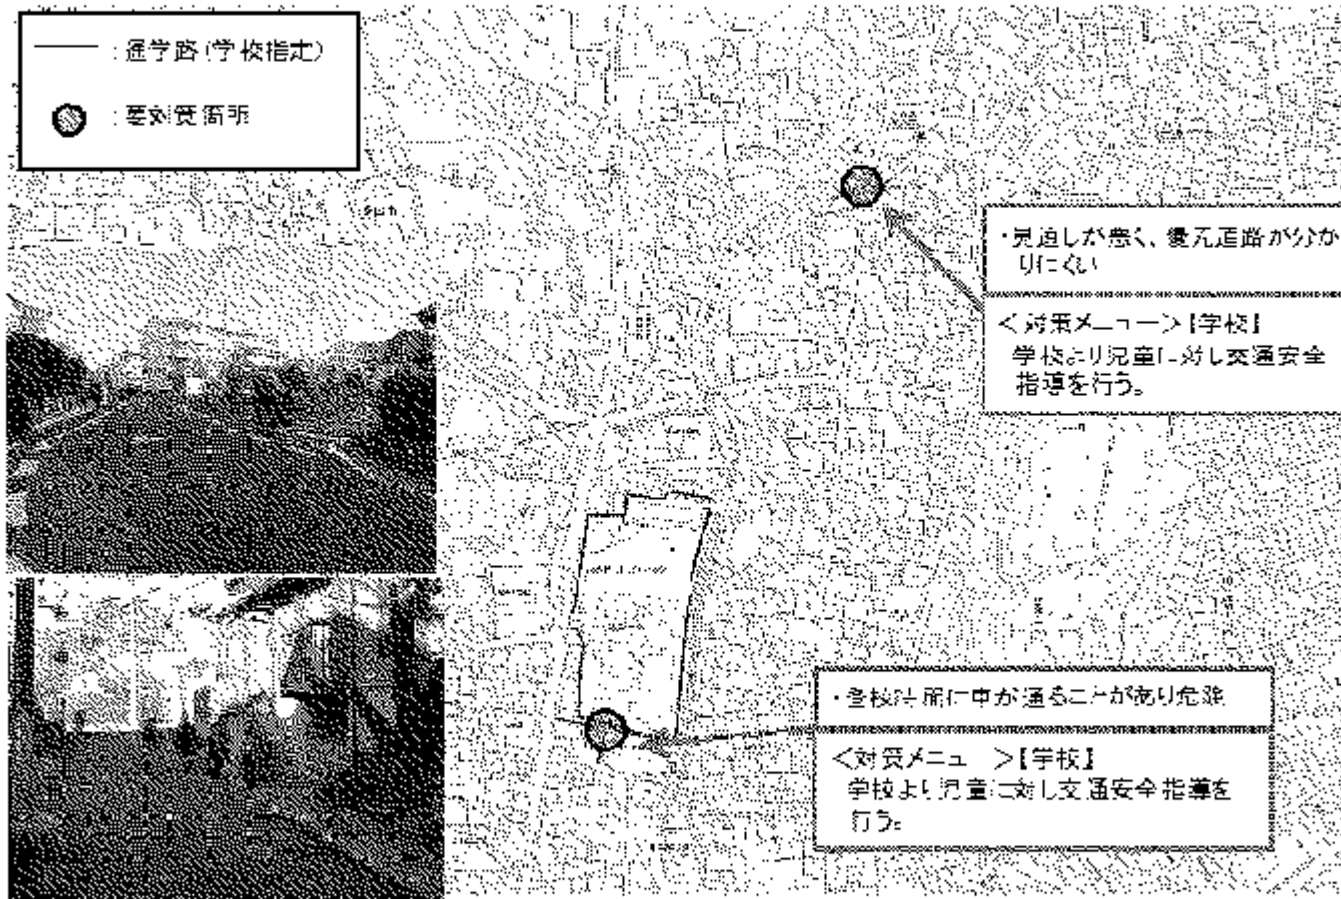 ：通学路（学校指定）
：要対策箇所
・見通しが悪く、優先道路が分か
りにくい
＜対策メニュー＞【学校】
学校より児童に対し交通安全
指導を行う。
・登校時間に車が通ることがあり危険
＜対策メニュー＞【学校】
学校より児童に対し交通安全指導を
行う。